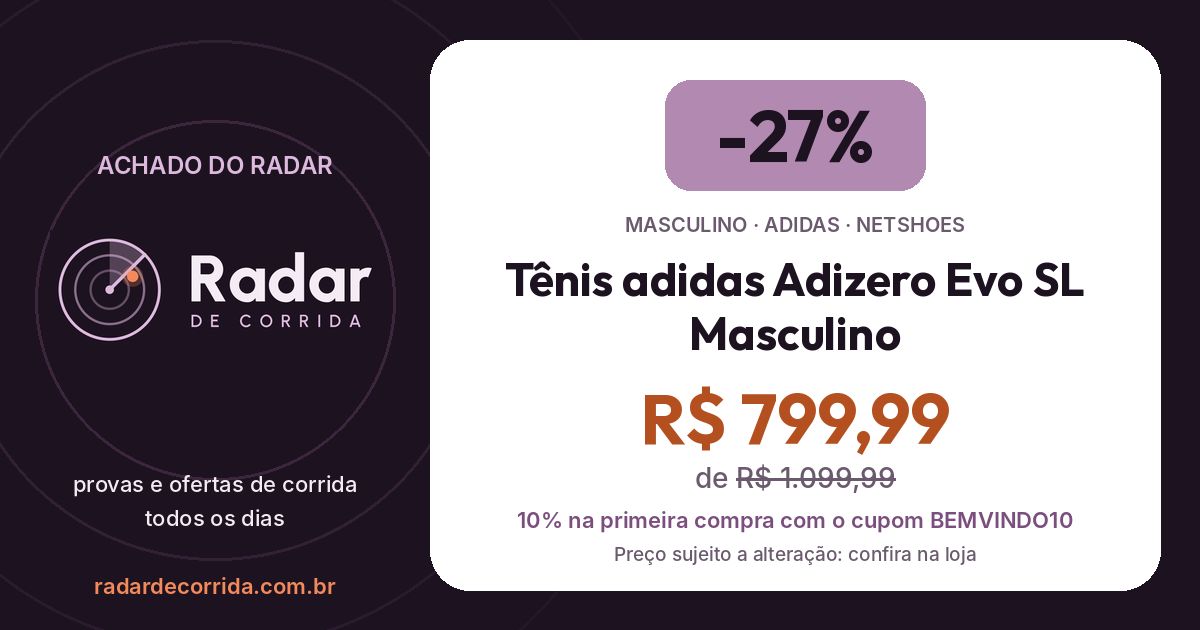 ACHADO DO RADAR
Radar
DE CORRIDA
provas e ofertas de corrida
todos os dias
radardecorrida.com.br
-27%
MASCULINO · ADIDAS · NETSHOES
Tênis adidas Adizero Evo SL
Masculino
R$ 799,99
de R$ 1.099,99
10% na primeira compra com o cupom BEMVINDO10
Preço sujeito a alteração: confira na loja